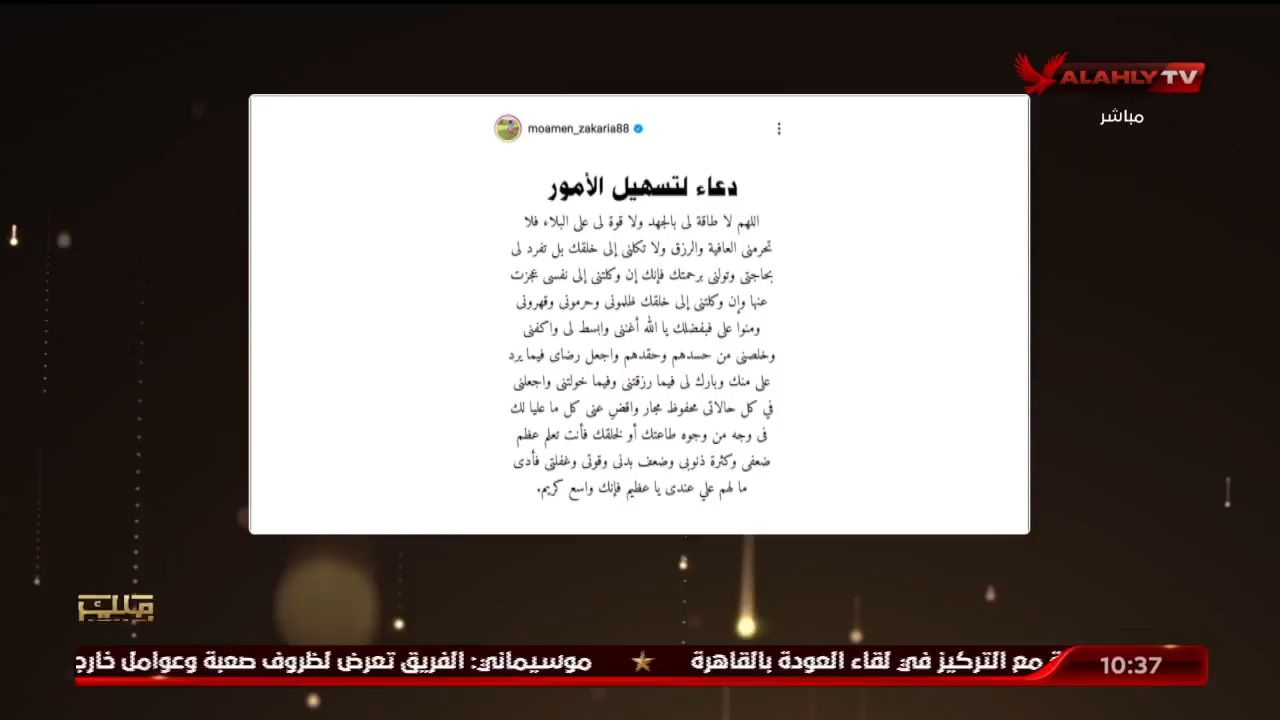 ALAHLY TV
مباشر
moamen_zakaria88
دعاء لتسهيل الأمور
اللهم لا طاقة لى بالجهد ولا قوة لى على البلاء فلا
تحرمنى العافية والرزق ولا تكلنى إلى خلقك بل تفرد لى
بحاجتى وتولنى برحمتك فإنك إن وكلتنى إلى نفسى عجزت
عنها وإن وكلتنى إلى خلقك ظلمونى وحرمونى وقهرونى
ومنوا على فبفضلك يا الله أغننى وابسط لى واكفنى
وخلصنى من حسدهم وحقدهم واجعل رضاى فيما يرد
على منك وبارك لى فيما رزقتنى وفيما خولتنى واجعلنى
في كل حالاتى محفوظ مجار واقضِ عنى كل ما عليا لك
فى وجه من وجوه طاعتك أو لخلقك فأنت تعلم عظم
ضعفى وكثرة ذنوبى وضعف بدنى وقوتى وغفلتى فأدى
ما لهم علي عندى يا عظيم فإنك واسع كريم.
ملك
ة مع التركيز في لقاء العودة بالقاهرة ★ موسيماني: الفريق تعرض لظروف صعبة وعوامل خارج
10:37